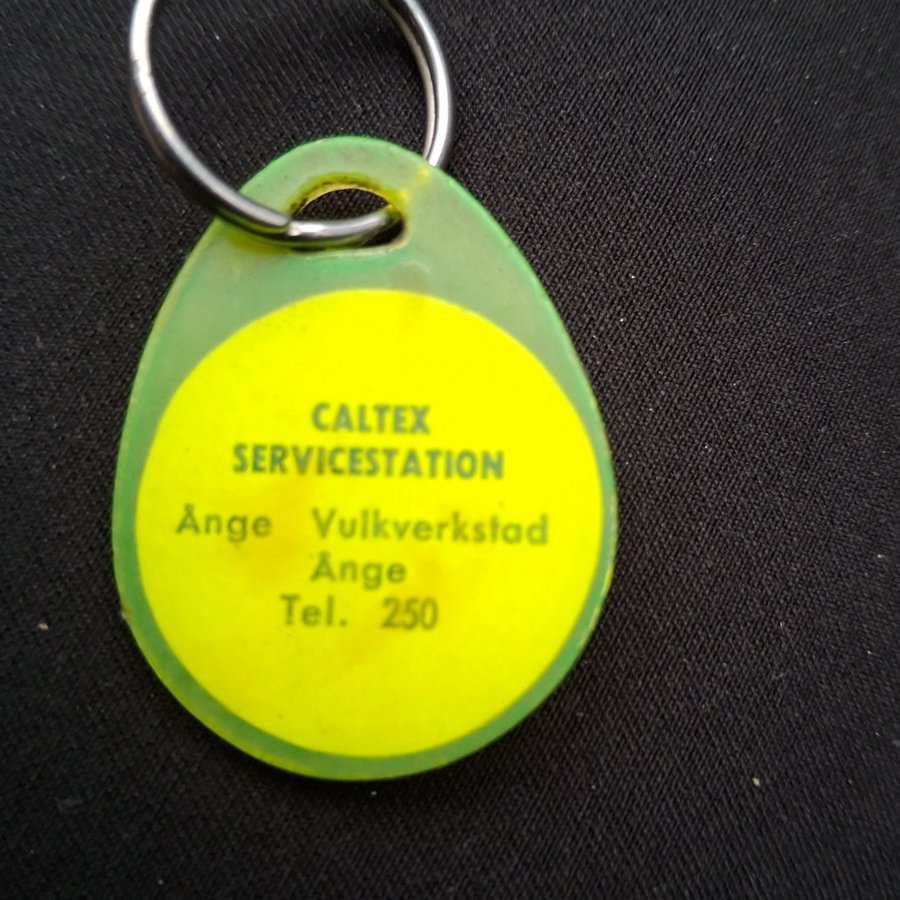 CALTEX
SERVICESTATION
Ånge Vulkverkstad
Ånge
Tel. 250